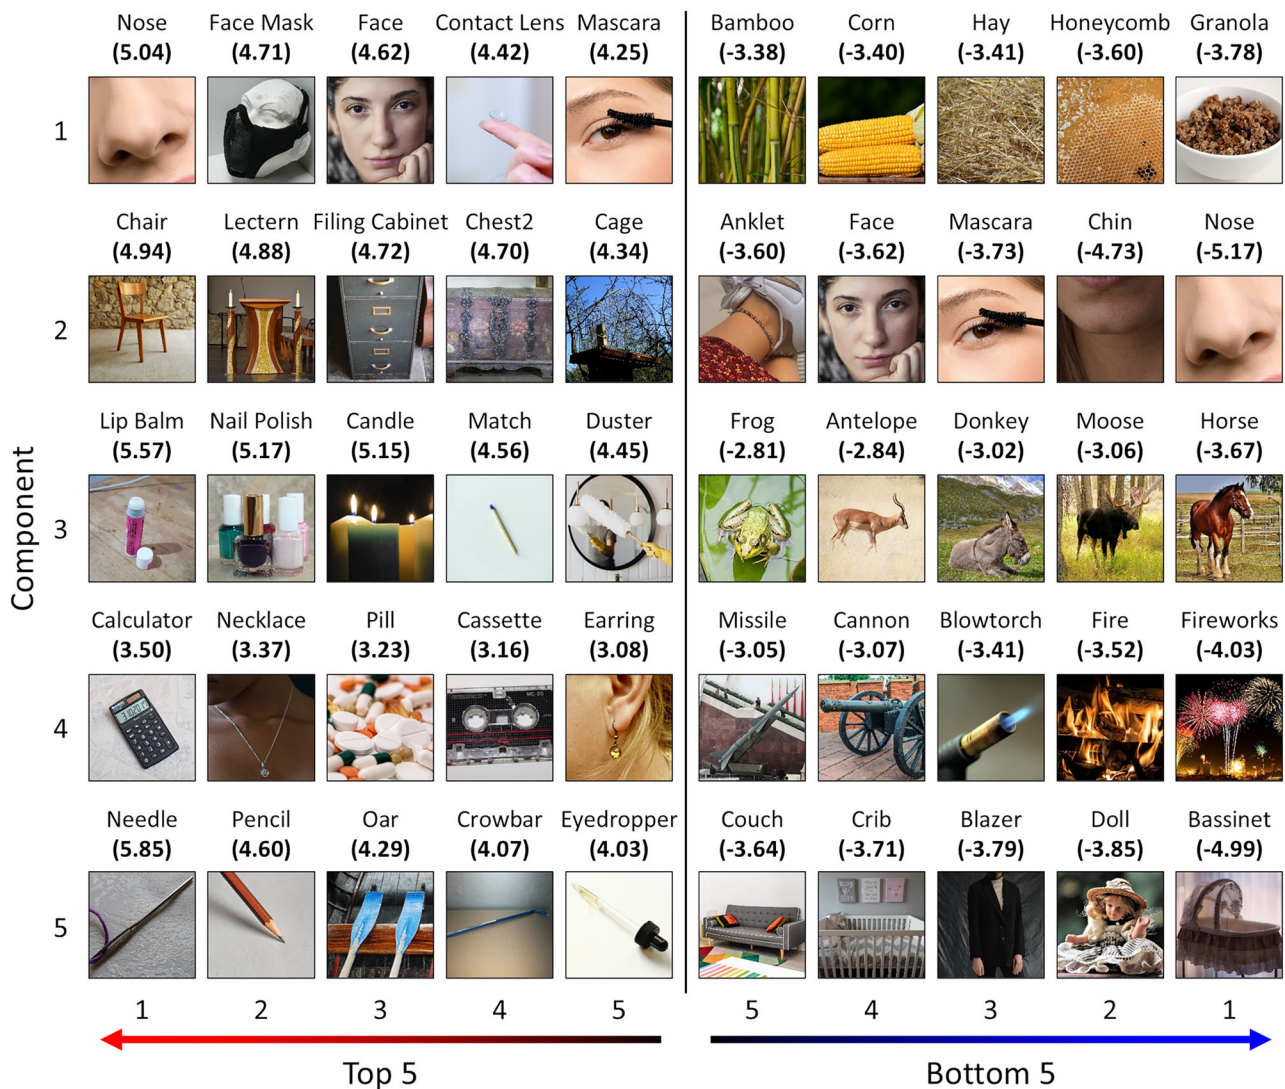 Nose Face Mask Face Contact Lens Mascara Bamboo Corn Hay Honeycomb Granola
(5.04) (4.71) (4.62) (4.42) (4.25) (-3.38) (-3.40) (-3.41) (-3.60) (-3.78)
1
Chair Lectern Filing Cabinet Chest2 Cage Anklet Face Mascara Chin Nose
(4.94) (4.88) (4.72) (4.70) (4.34) (-3.60) (-3.62) (-3.73) (-4.73) (-5.17)
2
Lip Balm Nail Polish Candle Match Duster Frog Antelope Donkey Moose Horse
(5.57) (5.17) (5.15) (4.56) (4.45) (-2.81) (-2.84) (-3.02) (-3.06) (-3.67)
Component
3
Calculator Necklace Pill Cassette Earring Missile Cannon Blowtorch Fire Fireworks
(3.50) (3.37) (3.23) (3.16) (3.08) (-3.05) (-3.07) (-3.41) (-3.52) (-4.03)
4
Needle Pencil Oar Crowbar Eyedropper Couch Crib Blazer Doll Bassinet
(5.85) (4.60) (4.29) (4.07) (4.03) (-3.64) (-3.71) (-3.79) (-3.85) (-4.99)
5
1 2 3 4 5 5 4 3 2 1
Top 5 Bottom 5